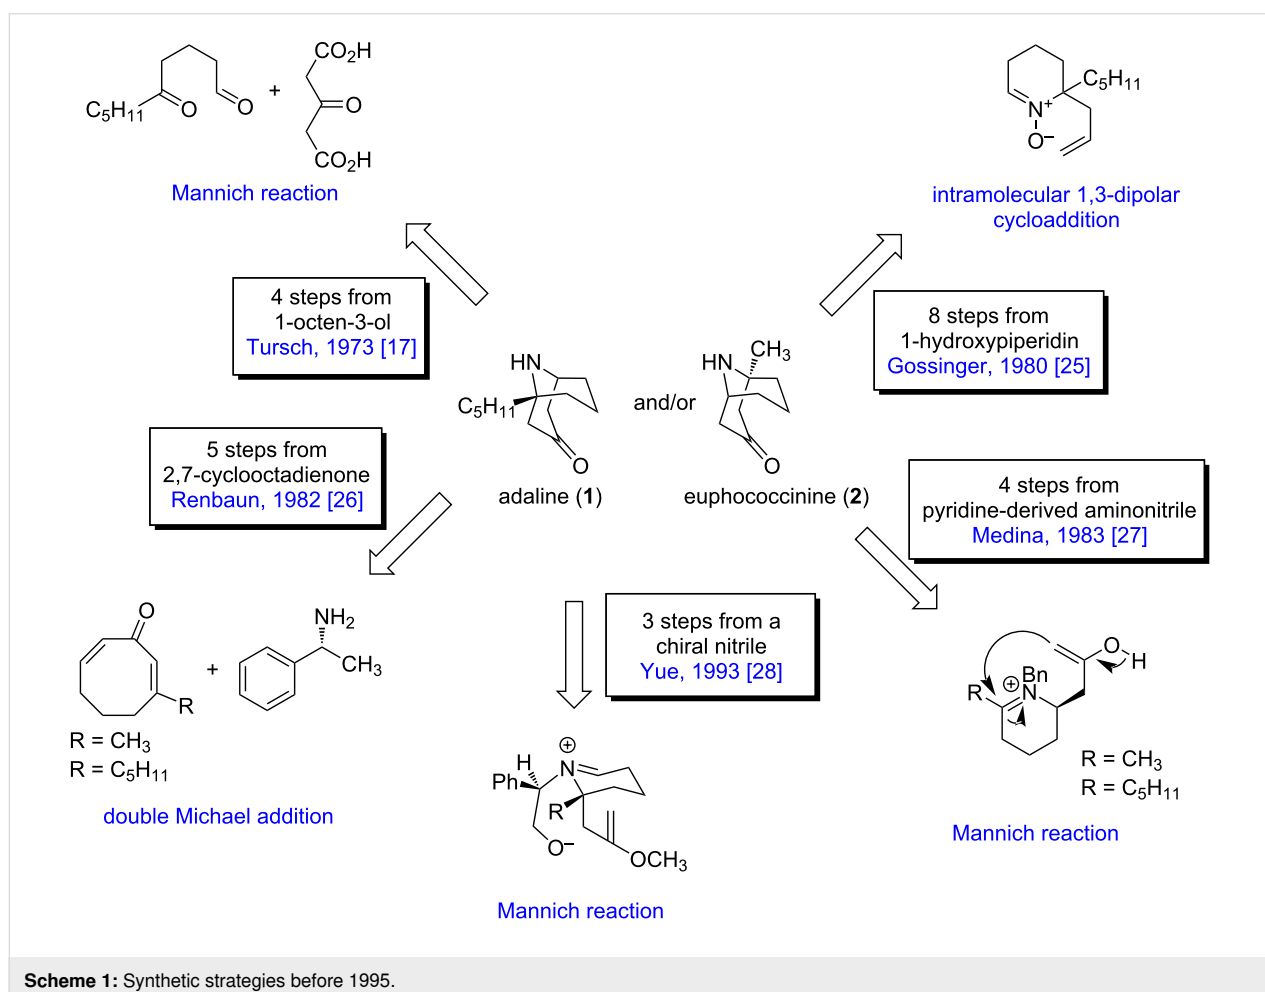 CO₂H
C₅H₁₁
O
O
+
O
CO₂H
Mannich reaction
C₅H₁₁
N⁺
O⁻
intramolecular 1,3-dipolar
cycloaddition
4 steps from
1-octen-3-ol
Tursch, 1973 [17]
8 steps from
1-hydroxypiperidin
Gossinger, 1980 [25]
HN
C₅H₁₁
O
adaline (1)
and/or
HN
CH₃
O
euphococcinine (2)
5 steps from
2,7-cyclooctadienone
Renbaun, 1982 [26]
4 steps from
pyridine-derived aminonitrile
Medina, 1983 [27]
3 steps from a
chiral nitrile
Yue, 1993 [28]
O
R
+
NH₂
CH₃
R = CH₃
R = C₅H₁₁
double Michael addition
H
Ph
N
⊕
R
O⁻
OCH₃
Mannich reaction
O
H
Bn
⊕
N
R
R = CH₃
R = C₅H₁₁
Mannich reaction
Scheme 1: Synthetic strategies before 1995.